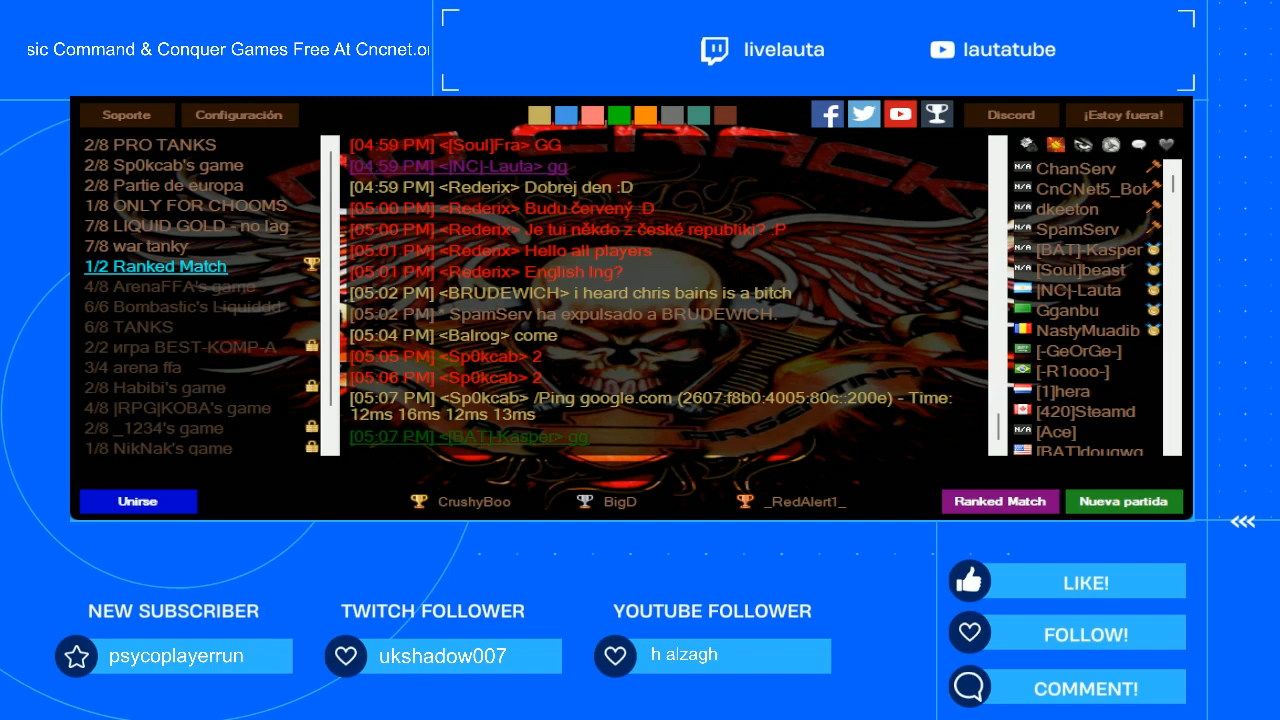 sic Command & Conquer Games Free At Cncnet.or
livelauta
lautatube
Soporte
Configuración
Discord
¡Estoy fuera!
2/8 PRO TANKS
2/8 Sp0kcab's game
2/8 Partie de europa
1/8 ONLY FOR CHOOMS
7/8 LIQUID GOLD - no lag
7/8 war tanky
1/2 Ranked Match
4/8 ArenaFFA's game
6/6 Bombastic's Liquiddd
6/8 TANKS
2/2 игра BEST-KOMP-A
3/4 arena ffa
2/8 Habibi's game
4/8 |RPG|KOBA's game
2/8 _1234's game
1/8 NikNak's game
[04:59 PM] <[Soul]Fra> GG
[04:59 PM] <|NC|-Lauta> gg
[04:59 PM] <Rederix> Dobrej den :D
[05:00 PM] <Rederix> Budu červený :D
[05:00 PM] <Rederix> Je tui někdo z české republiki? :P
[05:01 PM] <Rederix> Hello all players
[05:01 PM] <Rederix> English lng?
[05:02 PM] <BRUDEWICH> i heard chris bains is a bitch
[05:02 PM] * SpamServ ha expulsado a BRUDEWICH.
[05:04 PM] <Balrog> come
[05:05 PM] <Sp0kcab> 2
[05:06 PM] <Sp0kcab> 2
[05:07 PM] <Sp0kcab> /Ping google.com (2607:f8b0:4005:80c::200e) - Time:
12ms 16ms 12ms 13ms
[05:07 PM] <[BAT]-Kasper> gg
ARGENTINA
N/A ChanServ
N/A CnCNet5_Bot
N/A dkeeton
N/A SpamServ
N/A [BAT]-Kasper
N/A [Soul]beast
|NC|-Lauta
Gganbu
NastyMuadib
[-GeOrGe-]
[-R1ooo-]
[1]hera
[420]Steamd
N/A [Ace]
[BAT]dougwg
Unirse
CrushyBoo
BigD
_RedAlert1_
Ranked Match
Nueva partida
NEW SUBSCRIBER
TWITCH FOLLOWER
YOUTUBE FOLLOWER
psycoplayerrun
ukshadow007
h alzagh
LIKE!
FOLLOW!
COMMENT!